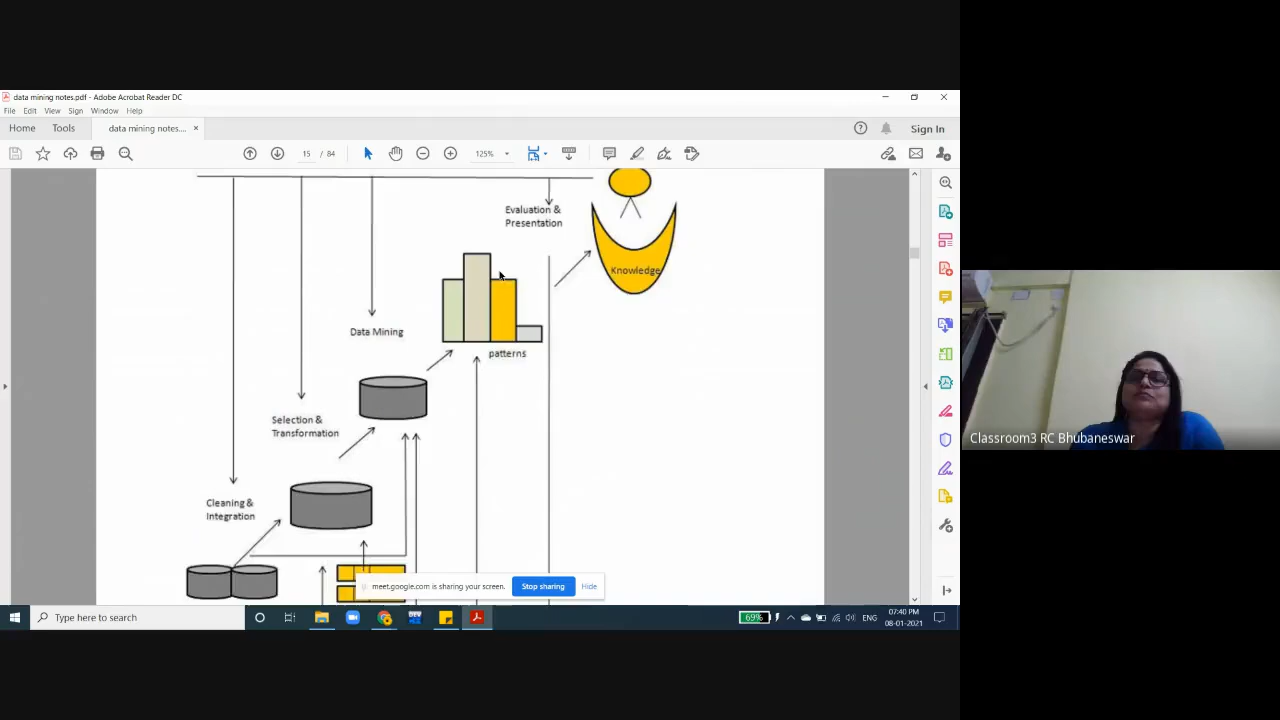 data mining notes.pdf - Adobe Acrobat Reader DC
File Edit View Sign Window Help
Home Tools data mining notes.... × Sign In
15 / 84 125%
Evaluation &
Presentation
Knowledge
Data Mining
patterns
Selection &
Transformation
Cleaning &
Integration
meet.google.com is sharing your screen. Stop sharing Hide
Type here to search
DEV
69% ENG
07:40 PM
08-01-2021
Classroom3 RC Bhubaneswar